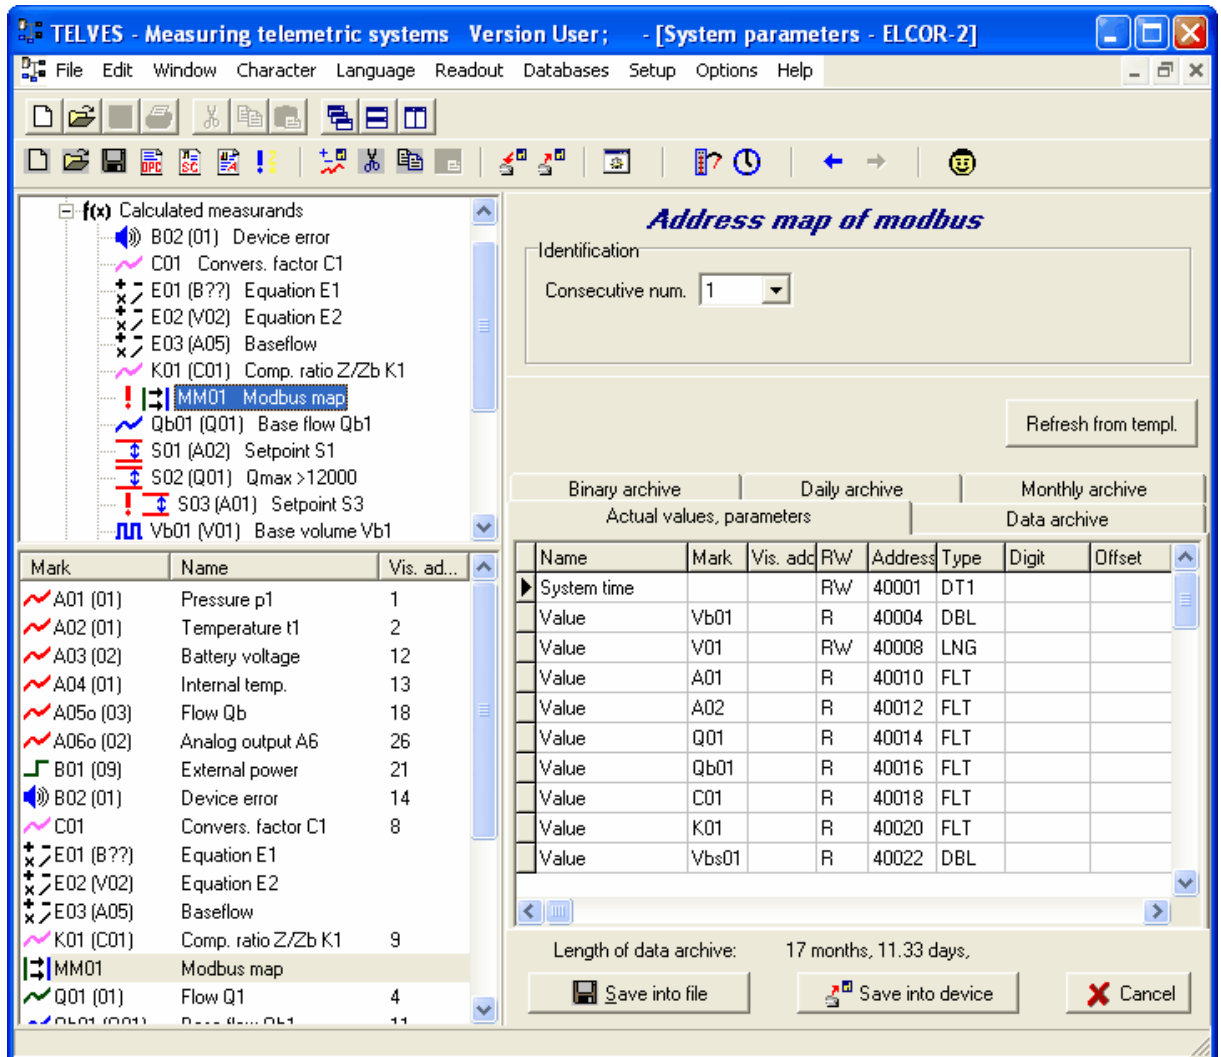 TELVES - Measuring telemetric systems Version User; - [System parameters - ELCOR-2]
File Edit Window Character Language Readout Databases Setup Options Help
f(x) Calculated measurands
B02 (01) Device error
C01 Convers. factor C1
E01 (B??) Equation E1
E02 (V02) Equation E2
E03 (A05) Baseflow
K01 (C01) Comp. ratio Z/Zb K1
MM01 Modbus map
Qb01 (Q01) Base flow Qb1
S01 (A02) Setpoint S1
S02 (Q01) Qmax >12000
S03 (A01) Setpoint S3
Vb01 (V01) Base volume Vb1
Mark Name Vis. ad...
A01 (01) Pressure p1 1
A02 (01) Temperature t1 2
A03 (02) Battery voltage 12
A04 (01) Internal temp. 13
A05o (03) Flow Qb 18
A06o (02) Analog output A6 26
B01 (09) External power 21
B02 (01) Device error 14
C01 Convers. factor C1 8
E01 (B??) Equation E1
E02 (V02) Equation E2
E03 (A05) Baseflow
K01 (C01) Comp. ratio Z/Zb K1 9
MM01 Modbus map
Q01 (01) Flow Q1 4
Qb01 (Q01) Base flow Qb1 11
Address map of modbus
Identification
Consecutive num. 1
Refresh from templ.
Binary archive Daily archive Monthly archive
Actual values, parameters Data archive
Name Mark Vis. add RW Address Type Digit Offset
System time RW 40001 DT1
Value Vb01 R 40004 DBL
Value V01 RW 40008 LNG
Value A01 R 40010 FLT
Value A02 R 40012 FLT
Value Q01 R 40014 FLT
Value Qb01 R 40016 FLT
Value C01 R 40018 FLT
Value K01 R 40020 FLT
Value Vbs01 R 40022 DBL
Length of data archive: 17 months, 11.33 days,
Save into file Save into device Cancel